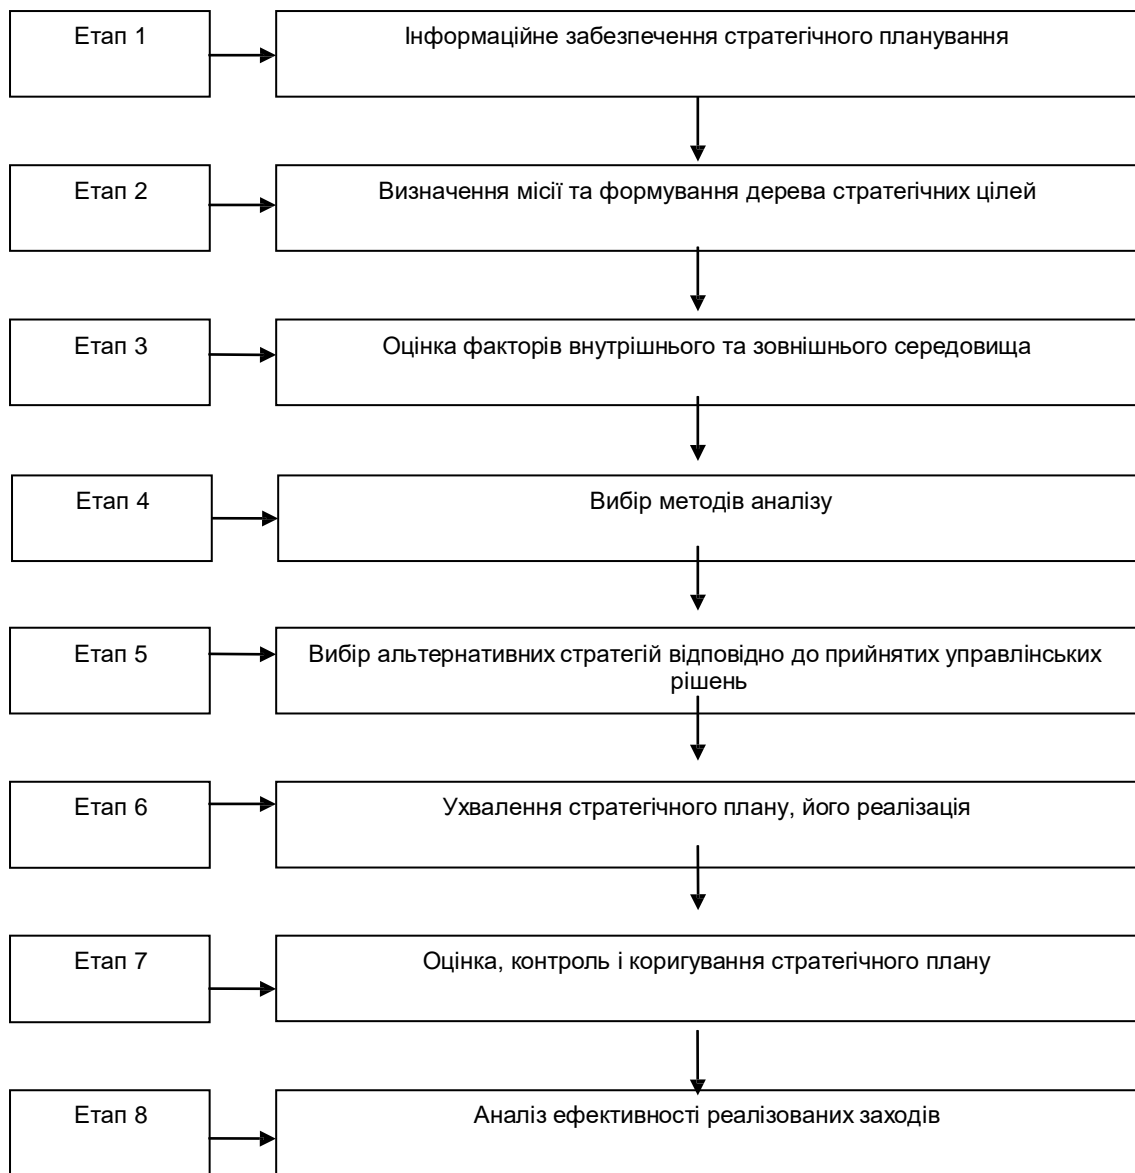 Етап 1
Інформаційне забезпечення стратегічного планування
Етап 2
Визначення місії та формування дерева стратегічних цілей
Етап 3
Оцінка факторів внутрішнього та зовнішнього середовища
Етап 4
Вибір методів аналізу
Етап 5
Вибір альтернативних стратегій відповідно до прийнятих управлінських
рішень
Етап 6
Ухвалення стратегічного плану, його реалізація
Етап 7
Оцінка, контроль і коригування стратегічного плану
Етап 8
Аналіз ефективності реалізованих заходів